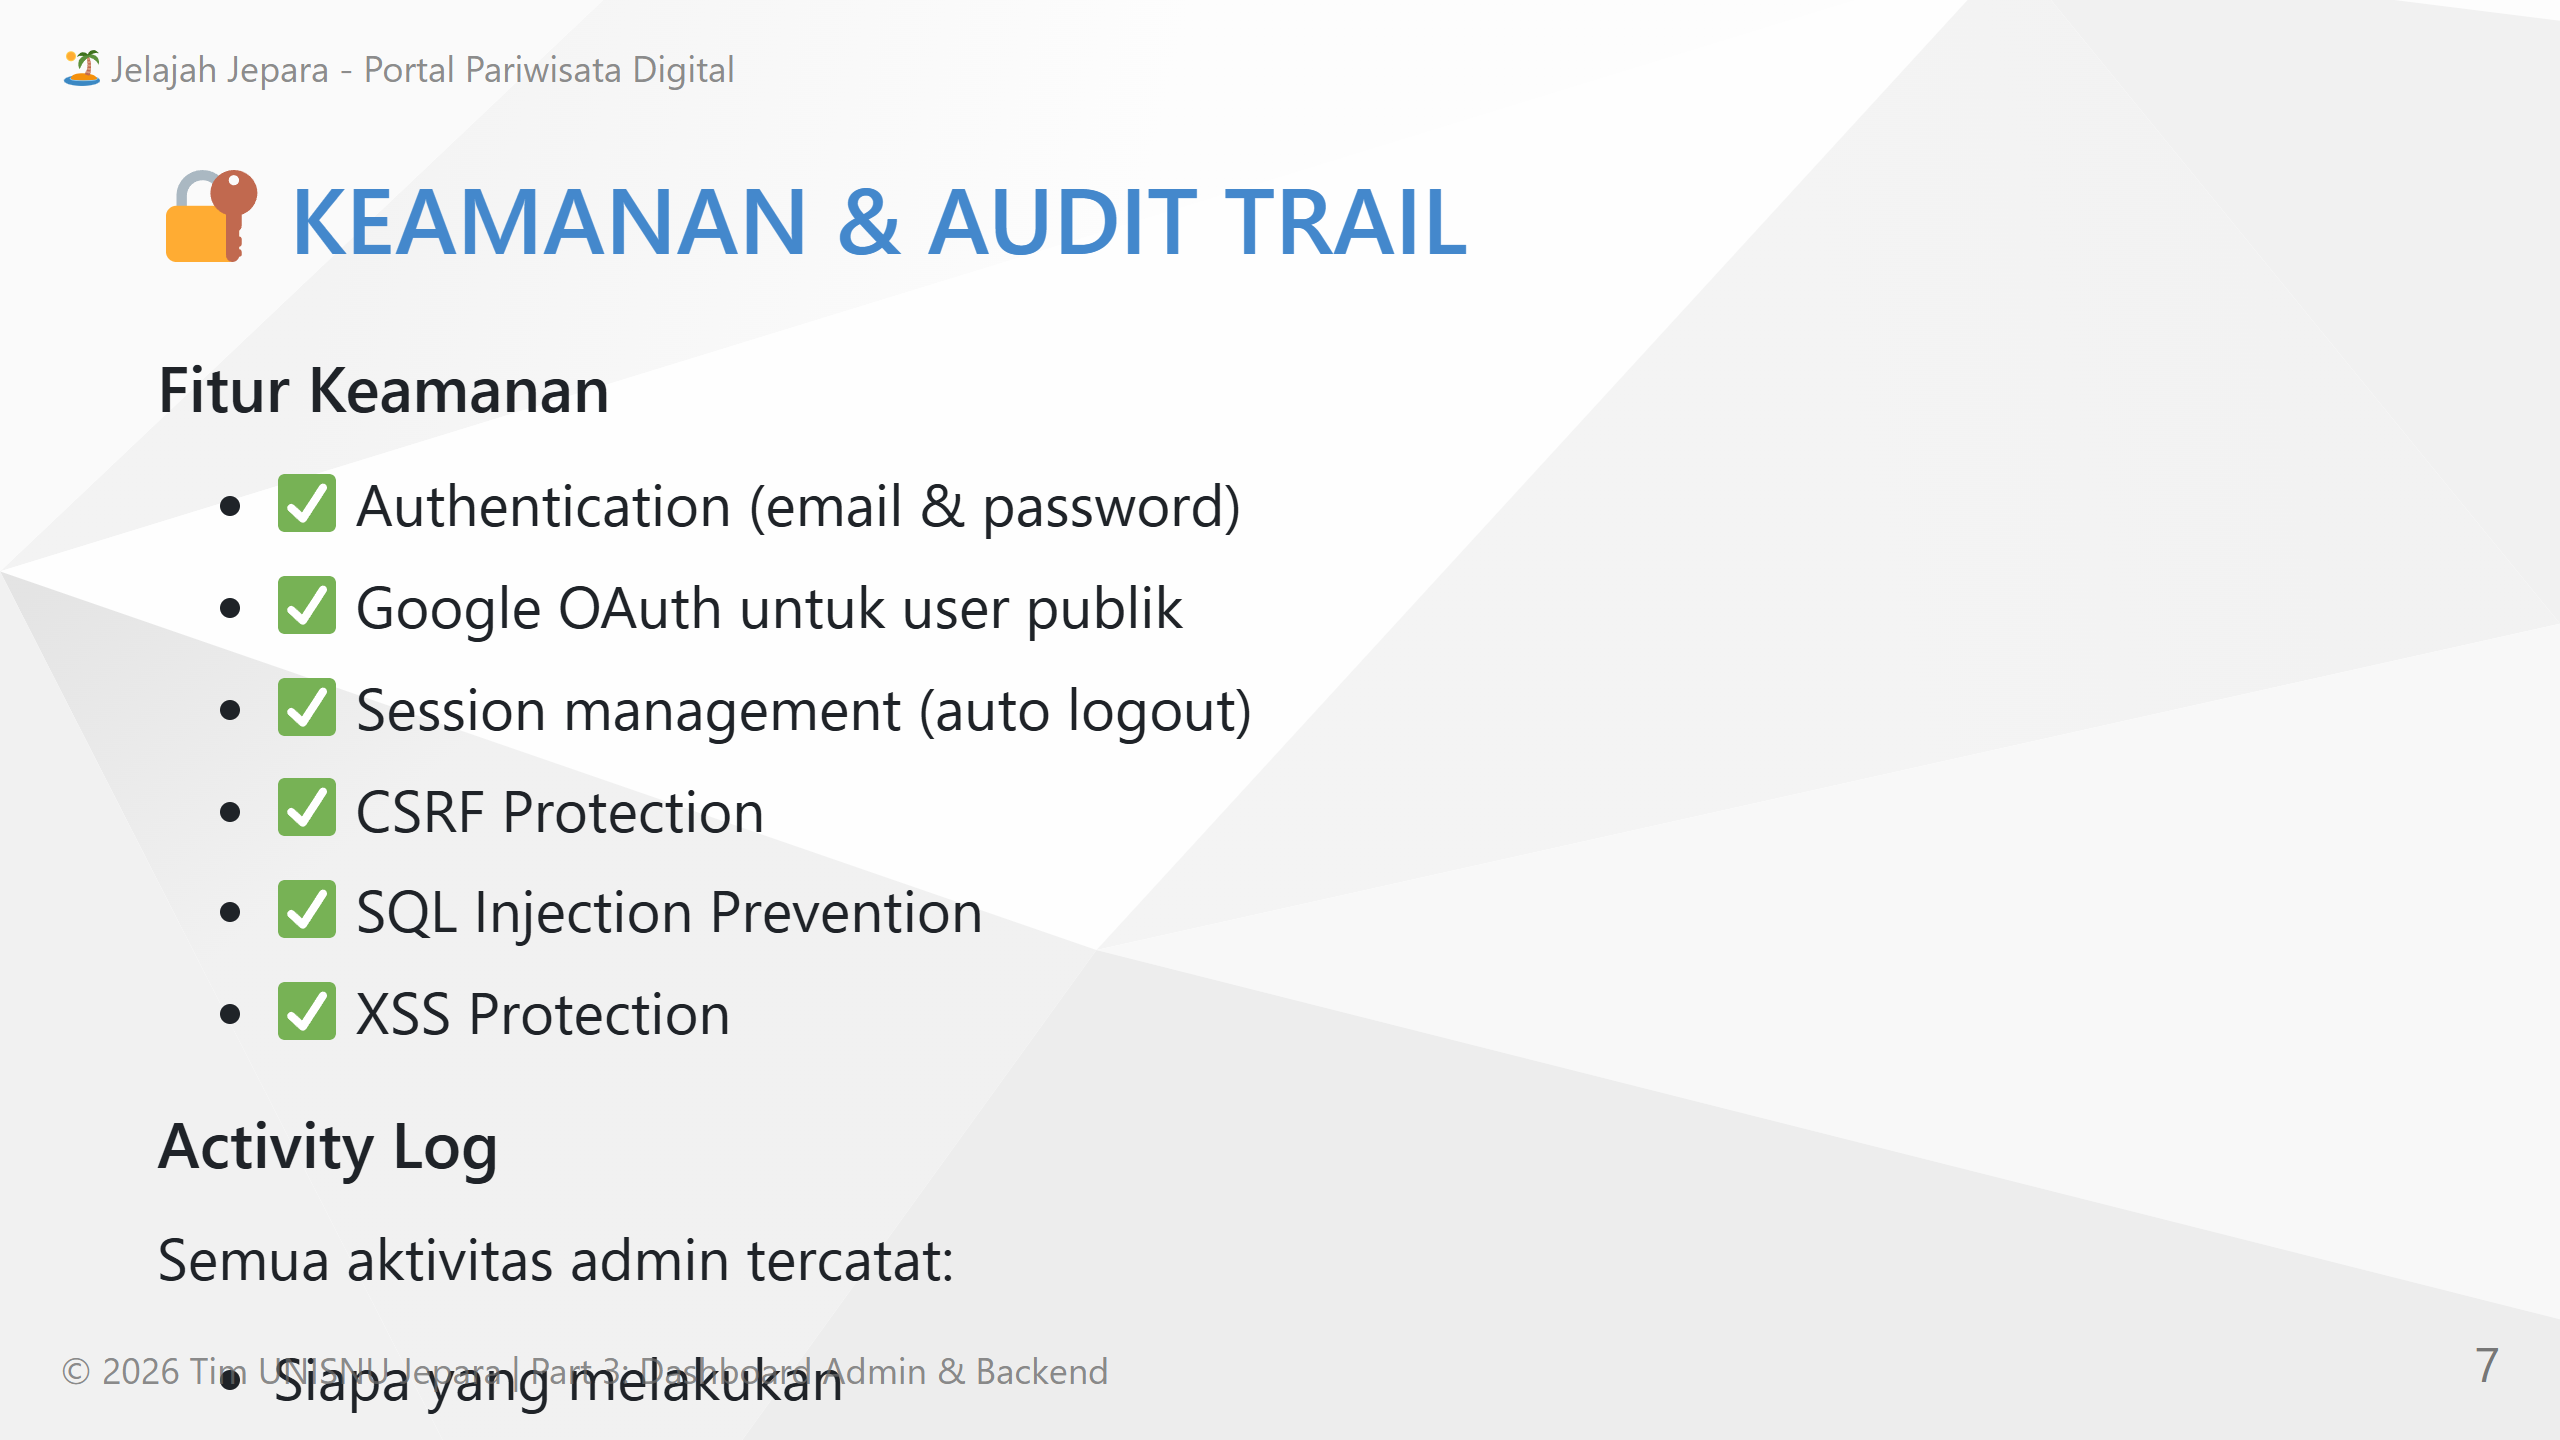 Jelajah Jepara - Portal Pariwisata Digital
KEAMANAN & AUDIT TRAIL
Fitur Keamanan
• ✅ Authentication (email & password)
• ✅ Google OAuth untuk user publik
• ✅ Session management (auto logout)
• ✅ CSRF Protection
• ✅ SQL Injection Prevention
• ✅ XSS Protection
Activity Log
Semua aktivitas admin tercatat:
• Siapa yang melakukan
© 2026 Tim UNISNU Jepara | Part 3: Dashboard Admin & Backend
7